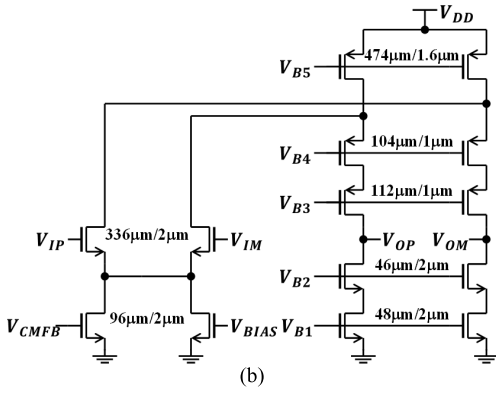 V_DD
V_B5 474μm/1.6μm
V_B4 104μm/1μm
V_B3 112μm/1μm
V_IP 336μm/2μm V_IM V_OP V_OM
V_B2 46μm/2μm
V_CMFB 96μm/2μm V_BIAS V_B1 48μm/2μm
(b)